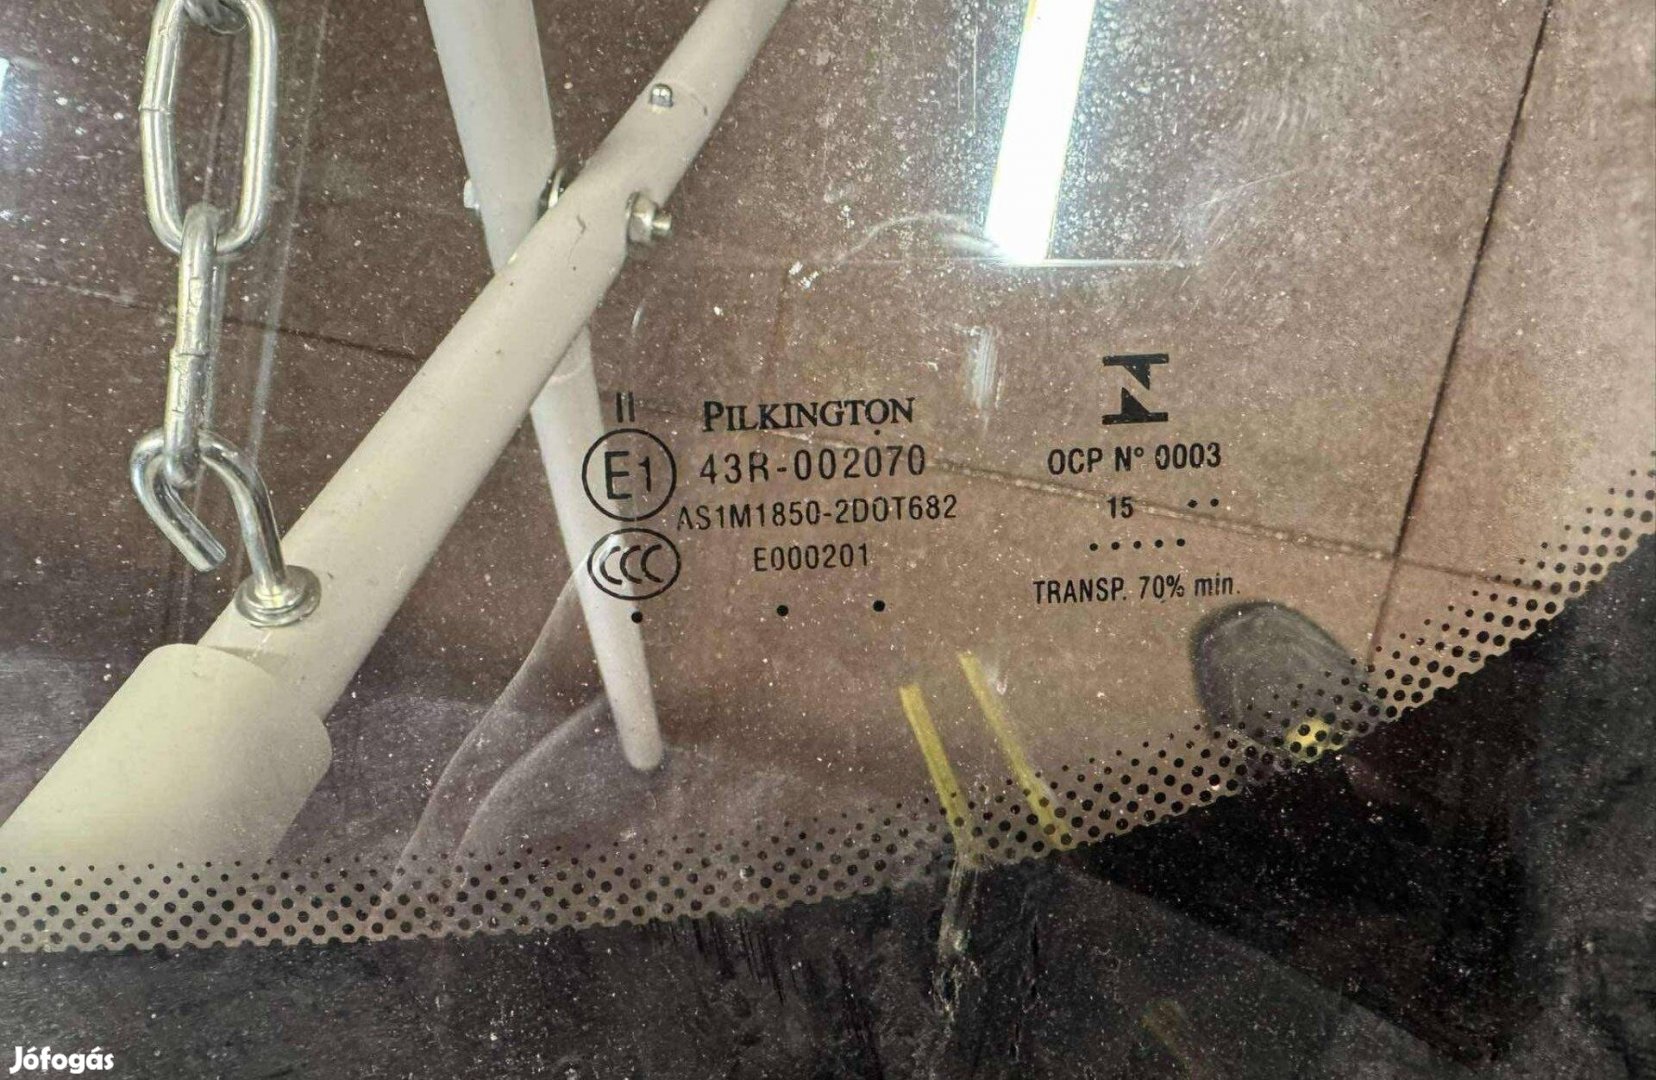 II
PILKINGTON
E1
43R-002070
AS1M1850-2DOT682
CCC
E000201
OCP N° 0003
15
TRANSP. 70% min.
Jófogás